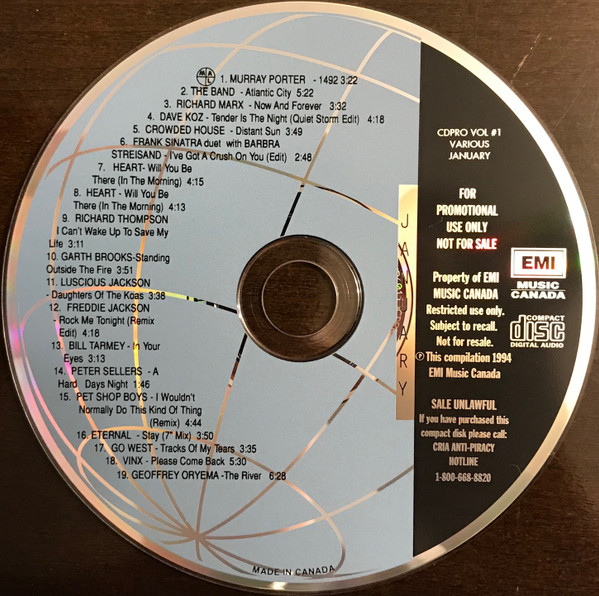 MAPL
1. MURRAY PORTER - 1492 3:22
2. THE BAND - Atlantic City 5:22
3. RICHARD MARX - Now And Forever 3:32
4. DAVE KOZ - Tender Is The Night (Quiet Storm Edit) 4:18
5. CROWDED HOUSE - Distant Sun 3:49
6. FRANK SINATRA duet with BARBRA
STREISAND - I've Got A Crush On You (Edit) 2:48
7. HEART- Will You Be
There (In The Morning) 4:15
8. HEART - Will You Be
There (In The Morning) 4:13
9. RICHARD THOMPSON
I Can't Wake Up To Save My
Life 3:11
10. GARTH BROOKS-Standing
Outside The Fire 3:51
11. LUSCIOUS JACKSON
- Daughters Of The Koas 3:38
12. FREDDIE JACKSON
- Rock Me Tonight (Remix
Edit) 4:18
13. BILL TARMEY - In Your
Eyes 3:13
14. PETER SELLERS - A
Hard Days Night 1:46
15. PET SHOP BOYS - I Wouldn't
Normally Do This Kind Of Thing
(Remix) 4:44
16. ETERNAL - Stay (7" Mix) 3:50
17. GO WEST - Tracks Of My Tears 3:35
18. VINX - Please Come Back 5:30
19. GEOFFREY ORYEMA -The River 6:28
MADE IN CANADA
JANUARY
CDPRO VOL #1
VARIOUS
JANUARY
FOR
PROMOTIONAL
USE ONLY
NOT FOR SALE
Property of EMI
MUSIC CANADA
Restricted use only.
Subject to recall.
Not for resale.
℗ This compilation 1994
EMI Music Canada
SALE UNLAWFUL
If you have purchased this
compact disk please call:
CRIA ANTI-PIRACY
HOTLINE
1-800-668-8820
EMI
MUSIC
CANADA
COMPACT
disc
DIGITAL AUDIO